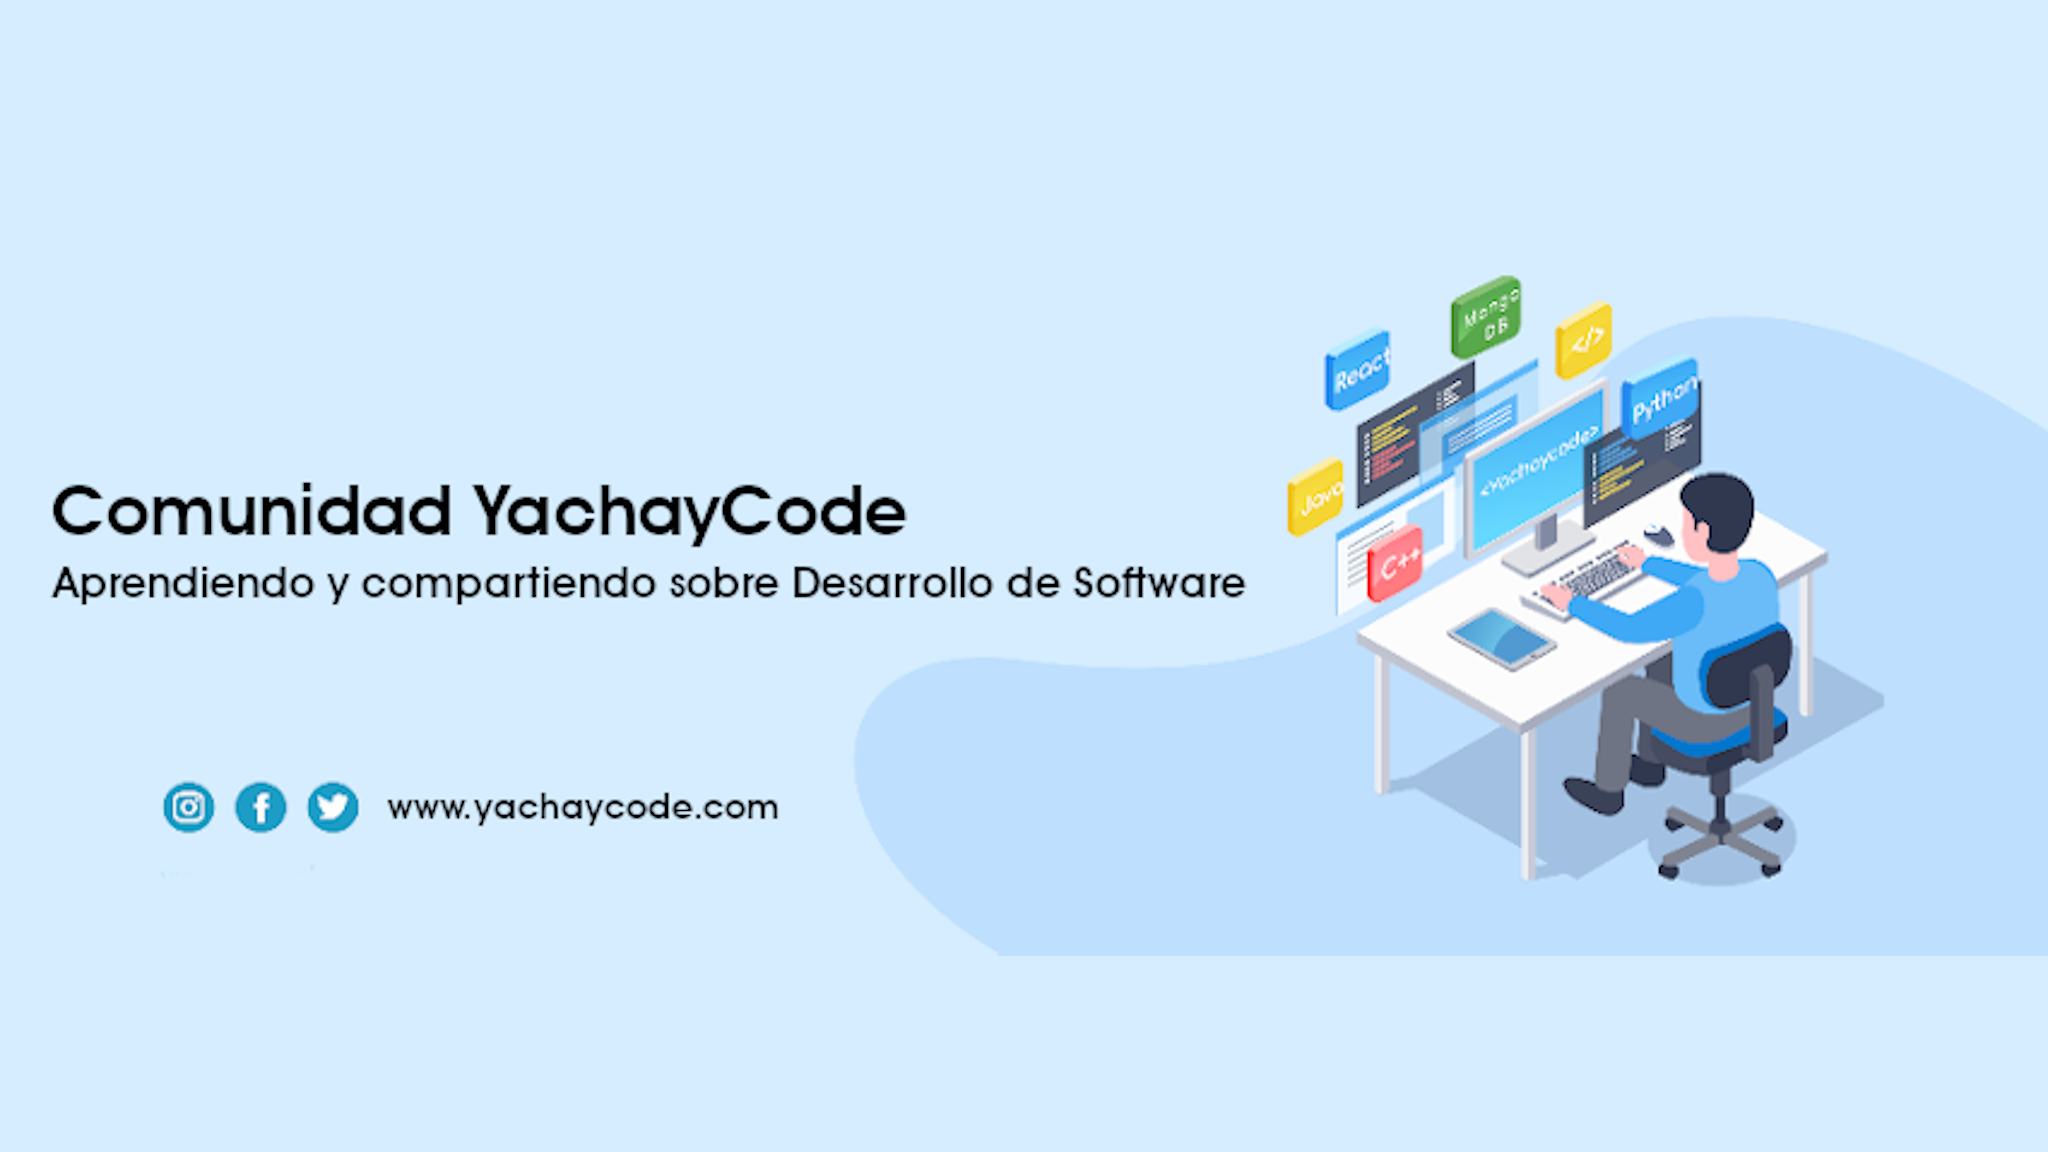 Comunidad YachayCode
Aprendiendo y compartiendo sobre Desarrollo de Software
www.yachaycode.com
Mongo
DB
</>
React
Python
<Yachaycode>
Java
C++